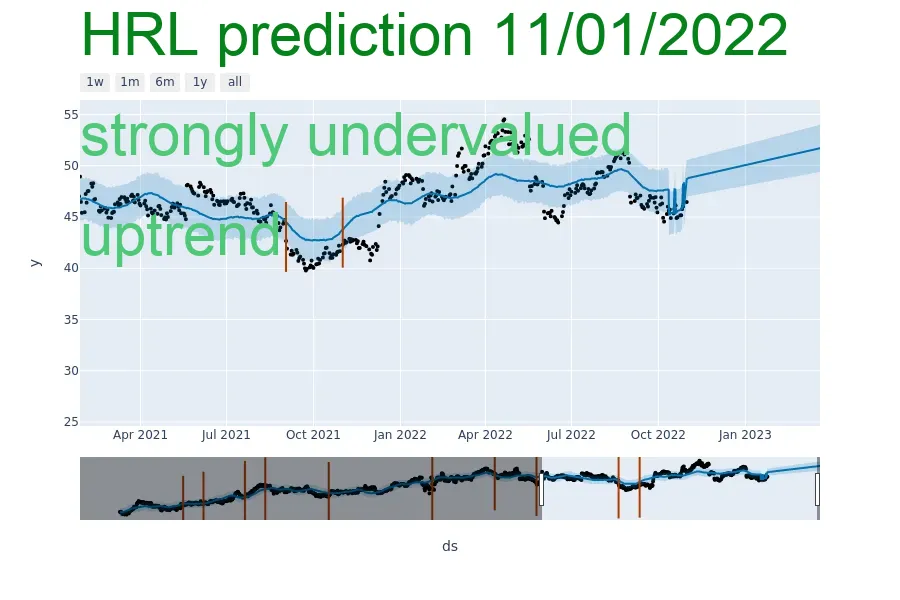 HRL prediction 11/01/2022
1w 1m 6m 1y all
strongly undervalued
uptrend
55
50
45
40
35
30
25
y
Apr 2021 Jul 2021 Oct 2021 Jan 2022 Apr 2022 Jul 2022 Oct 2022 Jan 2023
ds